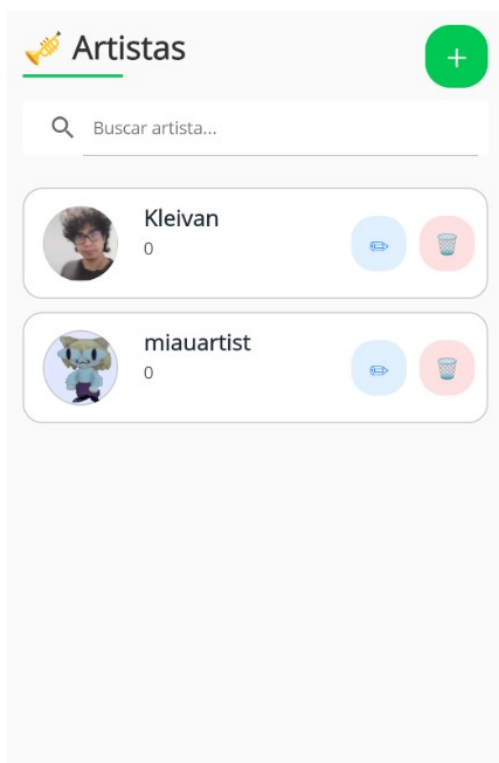 Artistas
+
Buscar artista...
Kleivan
0
miauartist
0